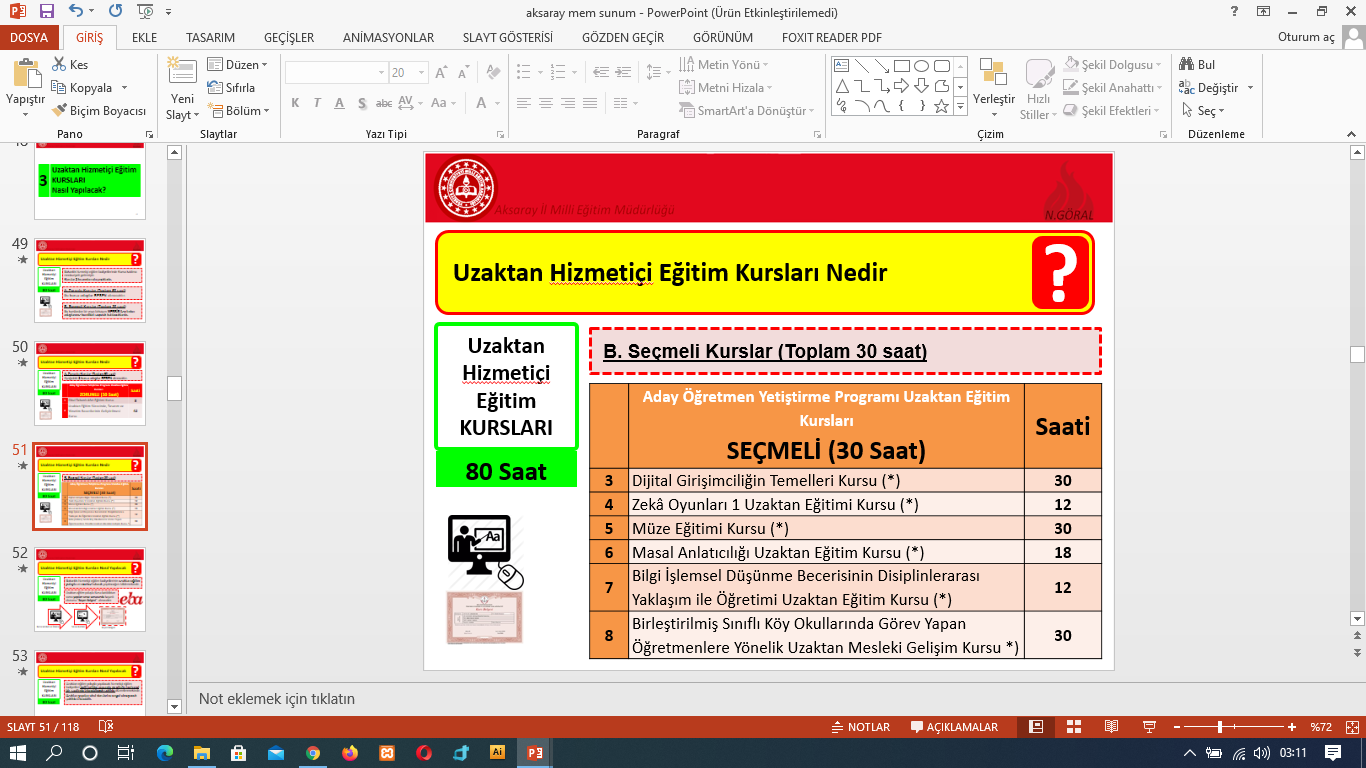 aksaray mem sunum - PowerPoint (Ürün Etkinleştirilemedi)
DOSYA GİRİŞ EKLE TASARIM GEÇİŞLER ANİMASYONLAR SLAYT GÖSTERİSİ GÖZDEN GEÇİR GÖRÜNÜM FOXIT READER PDF Oturum aç
Yapıştır
Kes
Kopyala
Biçim Boyacısı
Pano
Yeni
Slayt
Düzen
Sıfırla
Bölüm
Slaytlar
20
K T A S abc AV Aa A
Yazı Tipi
Metin Yönü
Metni Hizala
SmartArt'a Dönüştür
Paragraf
Yerleştir
Hızlı
Stiller
Şekil Dolgusu
Şekil Anahattı
Şekil Efektleri
Çizim
Bul
Değiştir
Seç
Düzenleme
3
Uzaktan Hizmetiçi Eğitim
KURSLARI
Nasıl Yapılacak?
49
50
51
52
53
Aksaray İl Milli Eğitim Müdürlüğü
N.GÖRAL
Uzaktan Hizmetiçi Eğitim Kursları Nedir
?
Uzaktan
Hizmetiçi
Eğitim
KURSLARI
80 Saat
Aa
B. Seçmeli Kurslar (Toplam 30 saat)
Aday Öğretmen Yetiştirme Programı Uzaktan Eğitim
Kursları
SEÇMELİ (30 Saat)
Saati
3 Dijital Girişimciliğin Temelleri Kursu (*) 30
4 Zekâ Oyunları 1 Uzaktan Eğitimi Kursu (*) 12
5 Müze Eğitimi Kursu (*) 30
6 Masal Anlatıcılığı Uzaktan Eğitim Kursu (*) 18
7 Bilgi İşlemsel Düşünme Becerisinin Disiplinlerarası
Yaklaşım ile Öğretimi Uzaktan Eğitim Kursu (*) 12
8 Birleştirilmiş Sınıflı Köy Okullarında Görev Yapan
Öğretmenlere Yönelik Uzaktan Mesleki Gelişim Kursu *) 30
Not eklemek için tıklatın
SLAYT 51 / 118 NOTLAR AÇIKLAMALAR %72
03:11